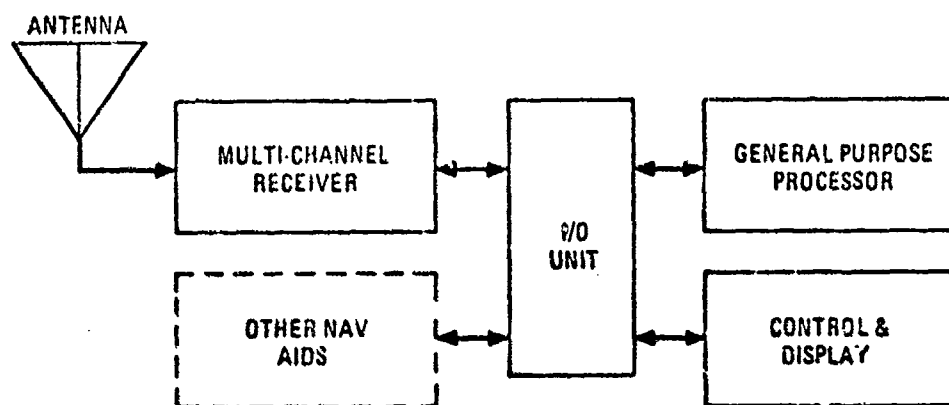 ANTENNA
MULTI-CHANNEL
RECEIVER
GENERAL PURPOSE
PROCESSOR
I/O
UNIT
OTHER NAV
AIDS
CONTROL &
DISPLAY